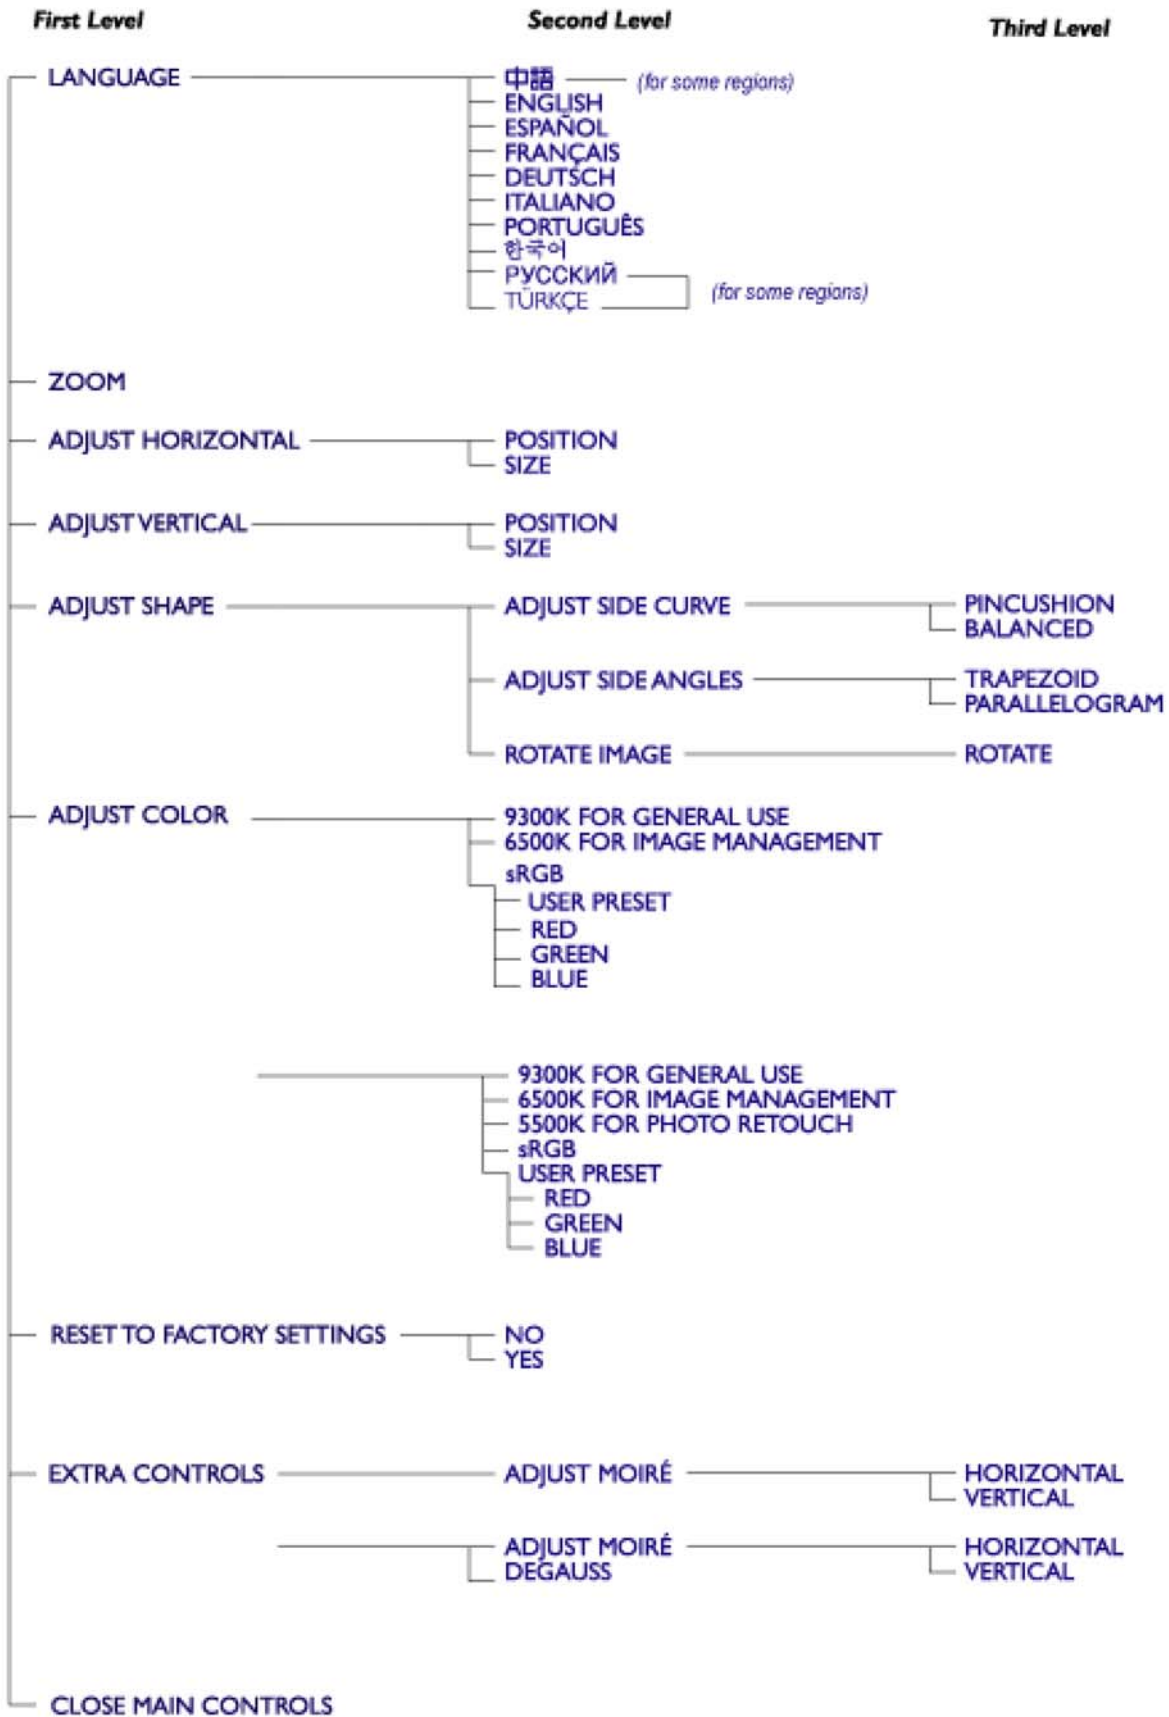 First Level Second Level Third Level
LANGUAGE 中語 (for some regions)
ENGLISH
ESPAÑOL
FRANÇAIS
DEUTSCH
ITALIANO
PORTUGUÊS
한국어
РУССКИЙ
TÜRKÇE (for some regions)
ZOOM
ADJUST HORIZONTAL POSITION
SIZE
ADJUST VERTICAL POSITION
SIZE
ADJUST SHAPE ADJUST SIDE CURVE PINCUSHION
BALANCED
ADJUST SIDE ANGLES TRAPEZOID
PARALLELOGRAM
ROTATE IMAGE ROTATE
ADJUST COLOR 9300K FOR GENERAL USE
6500K FOR IMAGE MANAGEMENT
sRGB
USER PRESET
RED
GREEN
BLUE
9300K FOR GENERAL USE
6500K FOR IMAGE MANAGEMENT
5500K FOR PHOTO RETOUCH
sRGB
USER PRESET
RED
GREEN
BLUE
RESET TO FACTORY SETTINGS NO
YES
EXTRA CONTROLS ADJUST MOIRÉ HORIZONTAL
VERTICAL
ADJUST MOIRÉ HORIZONTAL
DEGAUSS VERTICAL
CLOSE MAIN CONTROLS